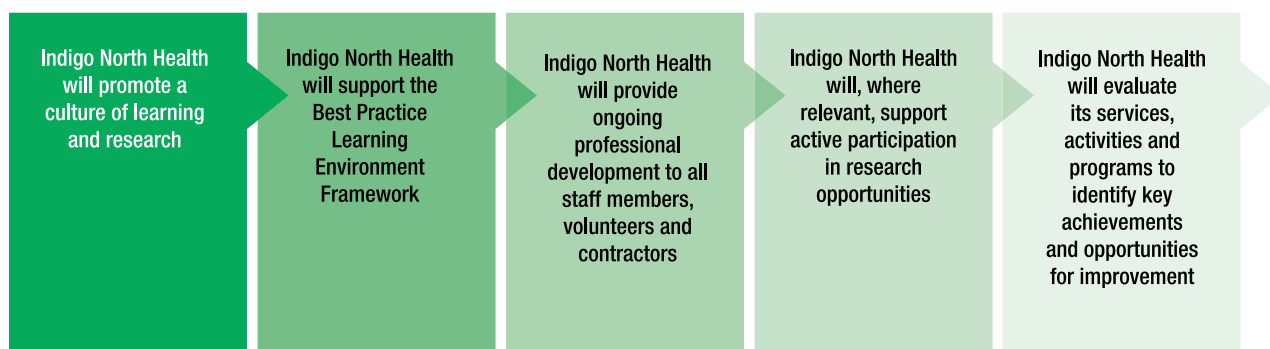 Indigo North Health
will promote a
culture of learning
and research
Indigo North Health
will support the
Best Practice
Learning
Environment
Framework
Indigo North Health
will provide
ongoing
professional
development to all
staff members,
volunteers and
contractors
Indigo North Health
will, where
relevant, support
active participation
in research
opportunities
Indigo North Health
will evaluate
its services,
activities and
programs to
identify key
achievements
and opportunities
for improvement